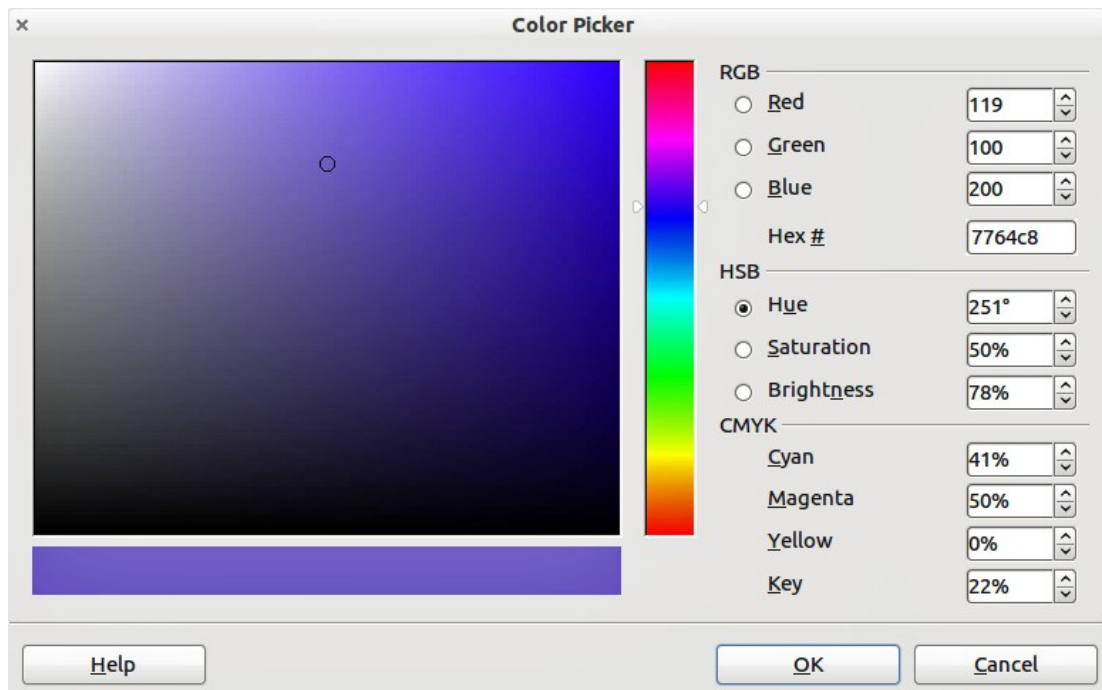 Color Picker
RGB
Red 119
Green 100
Blue 200
Hex # 7764c8
HSB
Hue 251°
Saturation 50%
Brightness 78%
CMYK
Cyan 41%
Magenta 50%
Yellow 0%
Key 22%
Help OK Cancel